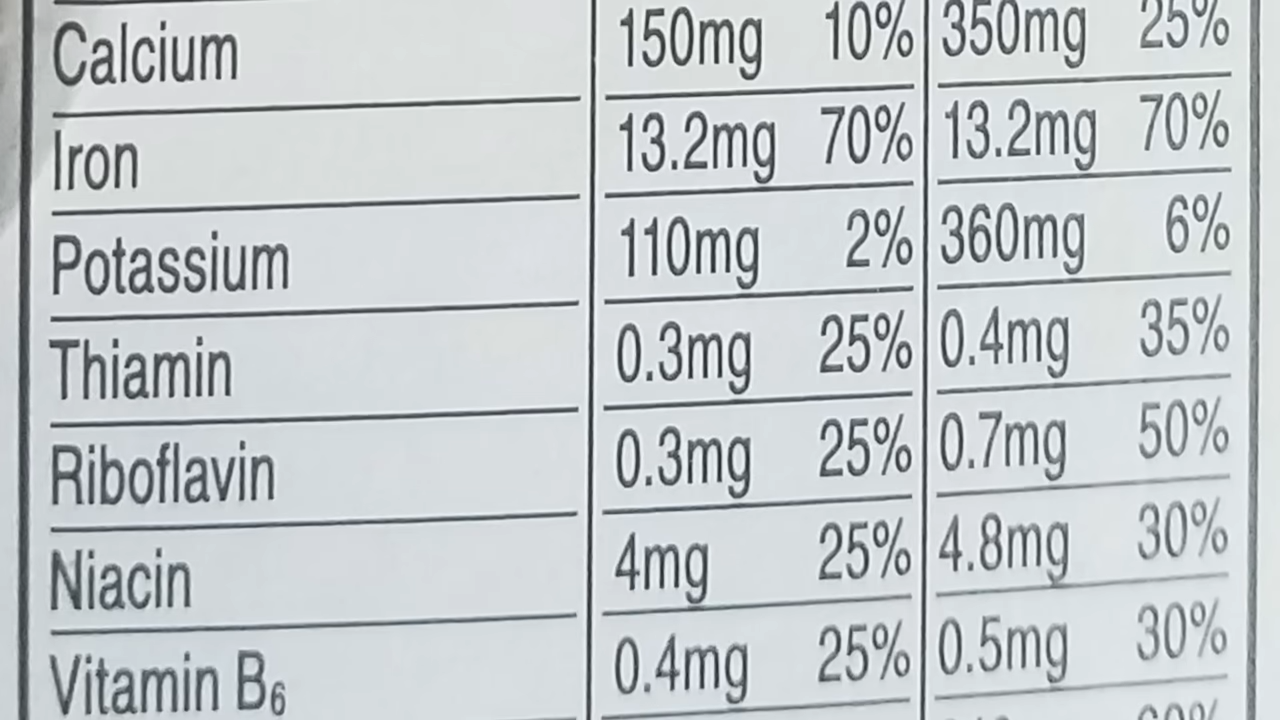 Calcium 150mg 10% 350mg 25%
Iron 13.2mg 70% 13.2mg 70%
Potassium 110mg 2% 360mg 6%
Thiamin 0.3mg 25% 0.4mg 35%
Riboflavin 0.3mg 25% 0.7mg 50%
Niacin 4mg 25% 4.8mg 30%
Vitamin B₆ 0.4mg 25% 0.5mg 30%